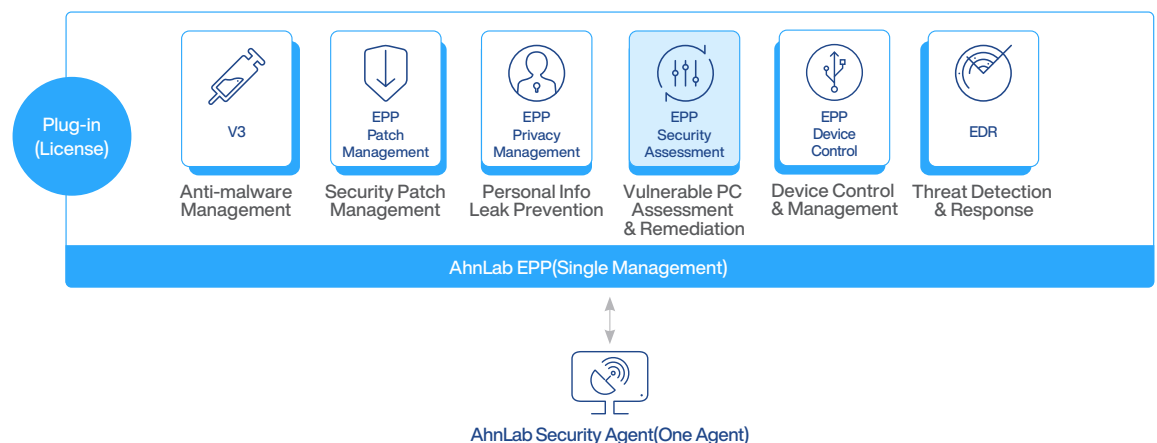 Plug-in
(License)
V3
EPP
Patch
Management
EPP
Privacy
Management
EPP
Security
Assessment
EPP
Device
Control
EDR
Anti-malware
Management
Security Patch
Management
Personal Info
Leak Prevention
Vulnerable PC
Assessment
& Remediation
Device Control
& Management
Threat Detection
& Response
AhnLab EPP(Single Management)
AhnLab Security Agent(One Agent)